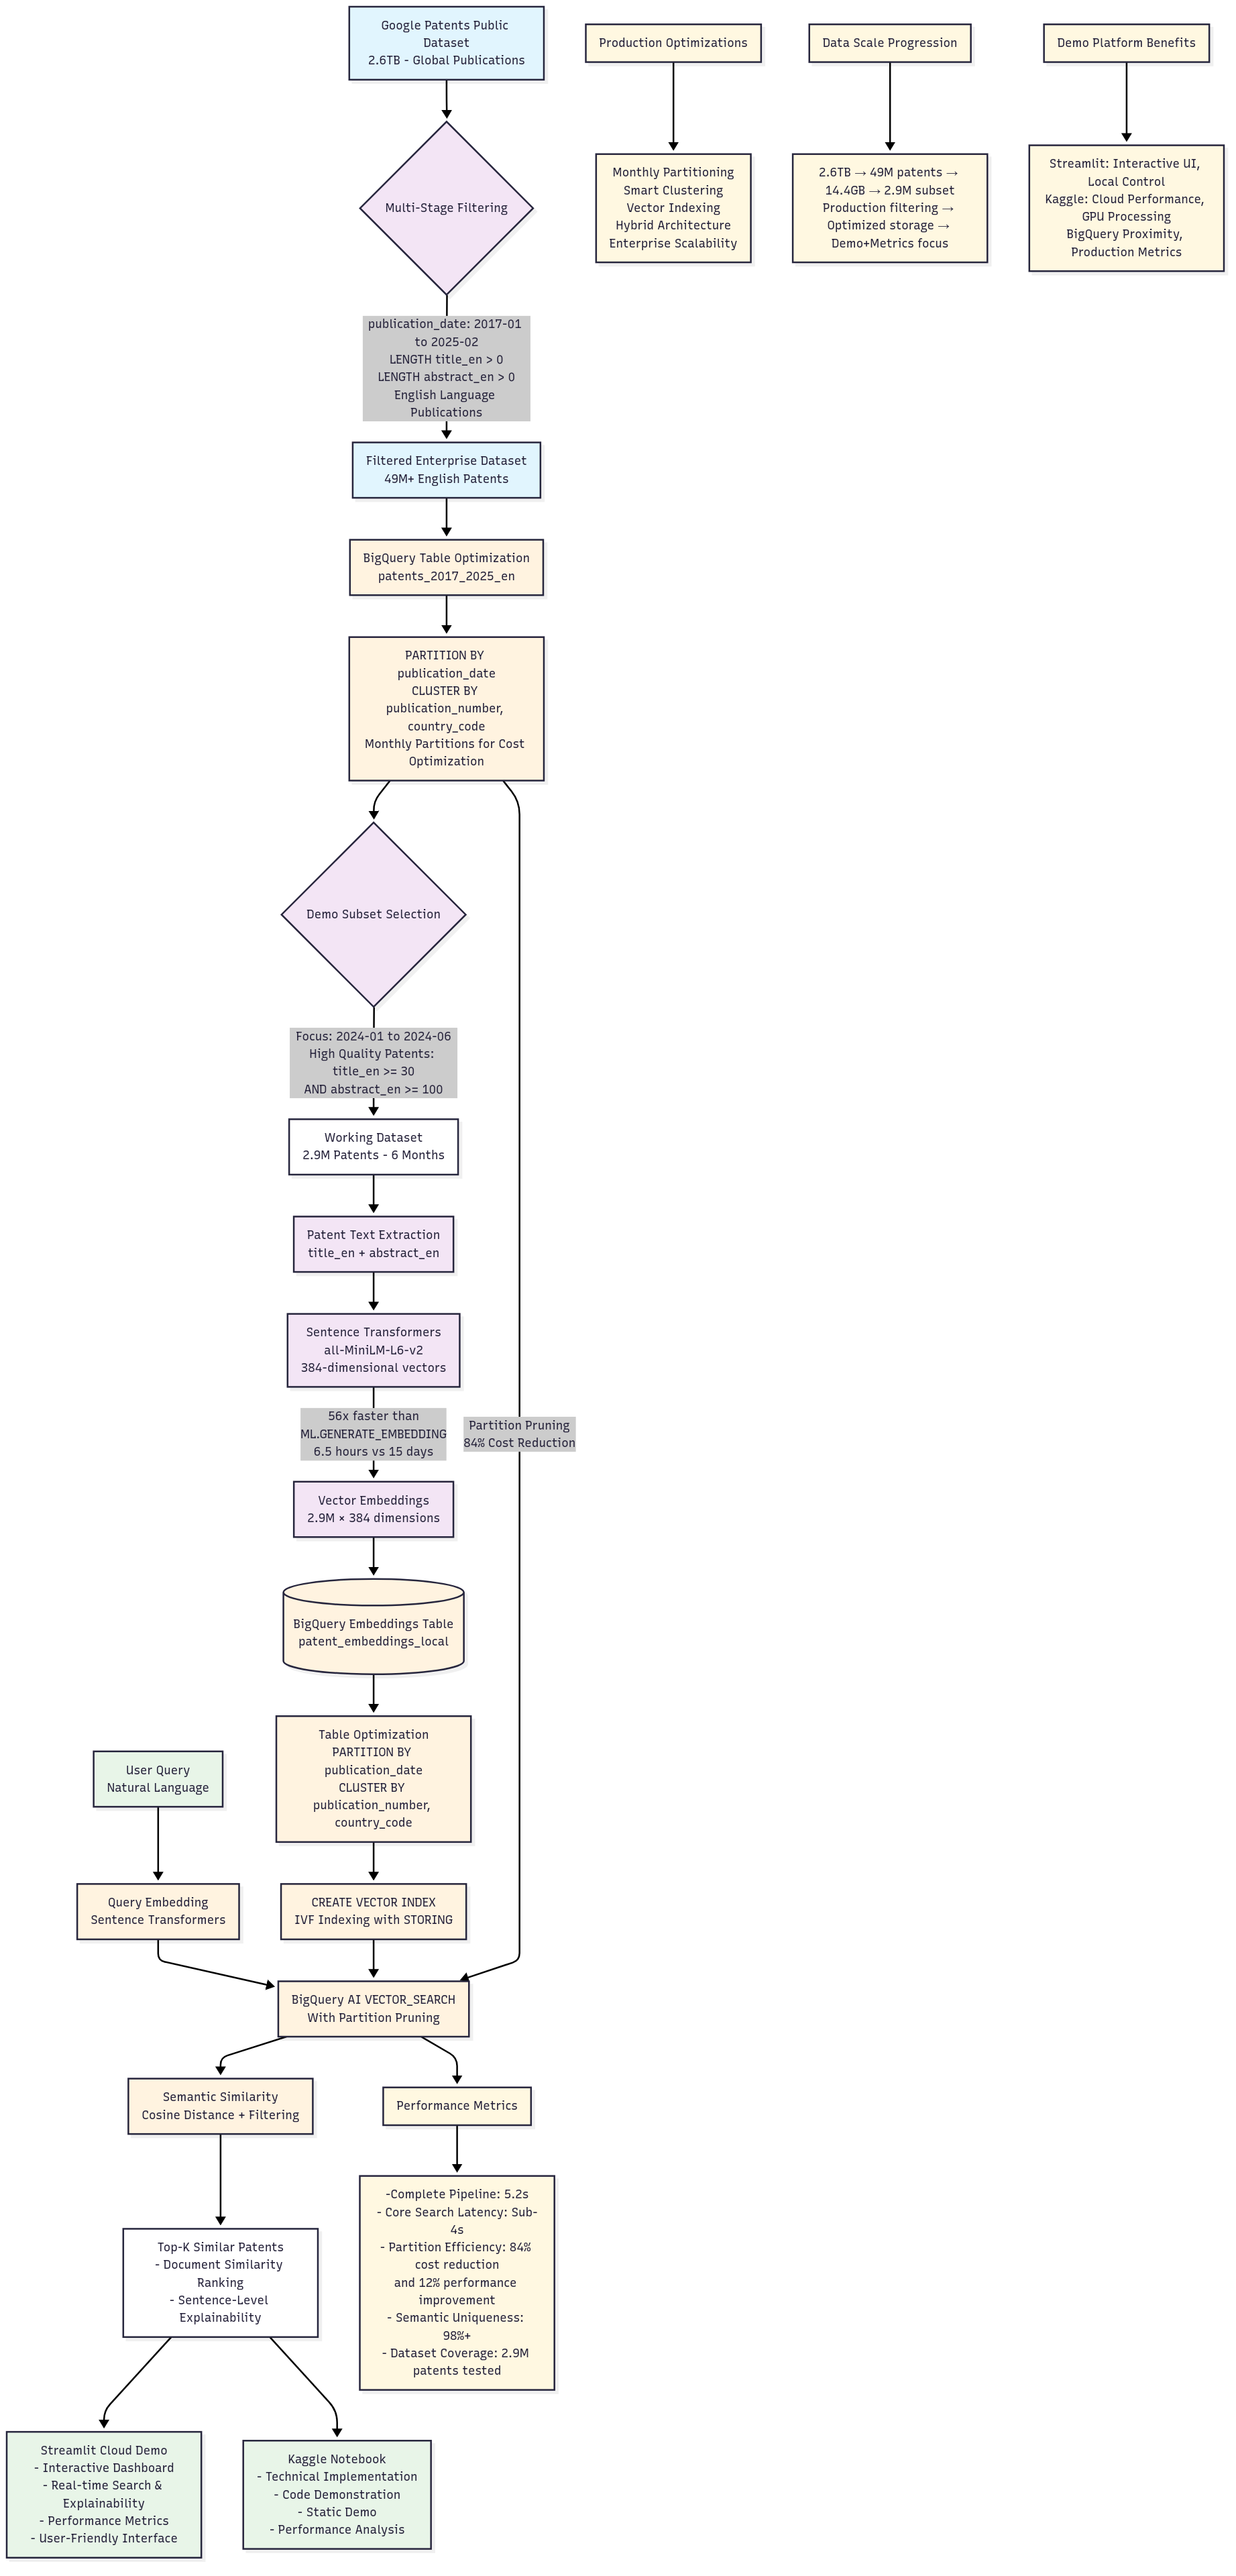 Google Patents Public
Dataset
2.6TB - Global Publications
Production Optimizations
Data Scale Progression
Demo Platform Benefits
Multi-Stage Filtering
Monthly Partitioning
Smart Clustering
Vector Indexing
Hybrid Architecture
Enterprise Scalability
2.6TB → 49M patents →
14.4GB → 2.9M subset
Production filtering →
Optimized storage →
Demo+Metrics focus
Streamlit: Interactive UI,
Local Control
Kaggle: Cloud Performance,
GPU Processing
BigQuery Proximity,
Production Metrics
publication_date: 2017-01
to 2025-02
LENGTH title_en > 0
LENGTH abstract_en > 0
English Language
Publications
Filtered Enterprise Dataset
49M+ English Patents
BigQuery Table Optimization
patents_2017_2025_en
PARTITION BY
publication_date
CLUSTER BY
publication_number,
country_code
Monthly Partitions for Cost
Optimization
Demo Subset Selection
Focus: 2024-01 to 2024-06
High Quality Patents:
title_en >= 30
AND abstract_en >= 100
Working Dataset
2.9M Patents - 6 Months
Patent Text Extraction
title_en + abstract_en
Sentence Transformers
all-MiniLM-L6-v2
384-dimensional vectors
56x faster than
ML.GENERATE_EMBEDDING
6.5 hours vs 15 days
Partition Pruning
84% Cost Reduction
Vector Embeddings
2.9M × 384 dimensions
BigQuery Embeddings Table
patent_embeddings_local
Table Optimization
PARTITION BY
publication_date
CLUSTER BY
publication_number,
country_code
User Query
Natural Language
Query Embedding
Sentence Transformers
CREATE VECTOR INDEX
IVF Indexing with STORING
BigQuery AI VECTOR_SEARCH
With Partition Pruning
Semantic Similarity
Cosine Distance + Filtering
Performance Metrics
-Complete Pipeline: 5.2s
- Core Search Latency: Sub-
4s
- Partition Efficiency: 84%
cost reduction
and 12% performance
improvement
- Semantic Uniqueness:
98%+
- Dataset Coverage: 2.9M
patents tested
Top-K Similar Patents
- Document Similarity
Ranking
- Sentence-Level
Explainability
Streamlit Cloud Demo
- Interactive Dashboard
- Real-time Search &
Explainability
- Performance Metrics
- User-Friendly Interface
Kaggle Notebook
- Technical Implementation
- Code Demonstration
- Static Demo
- Performance Analysis